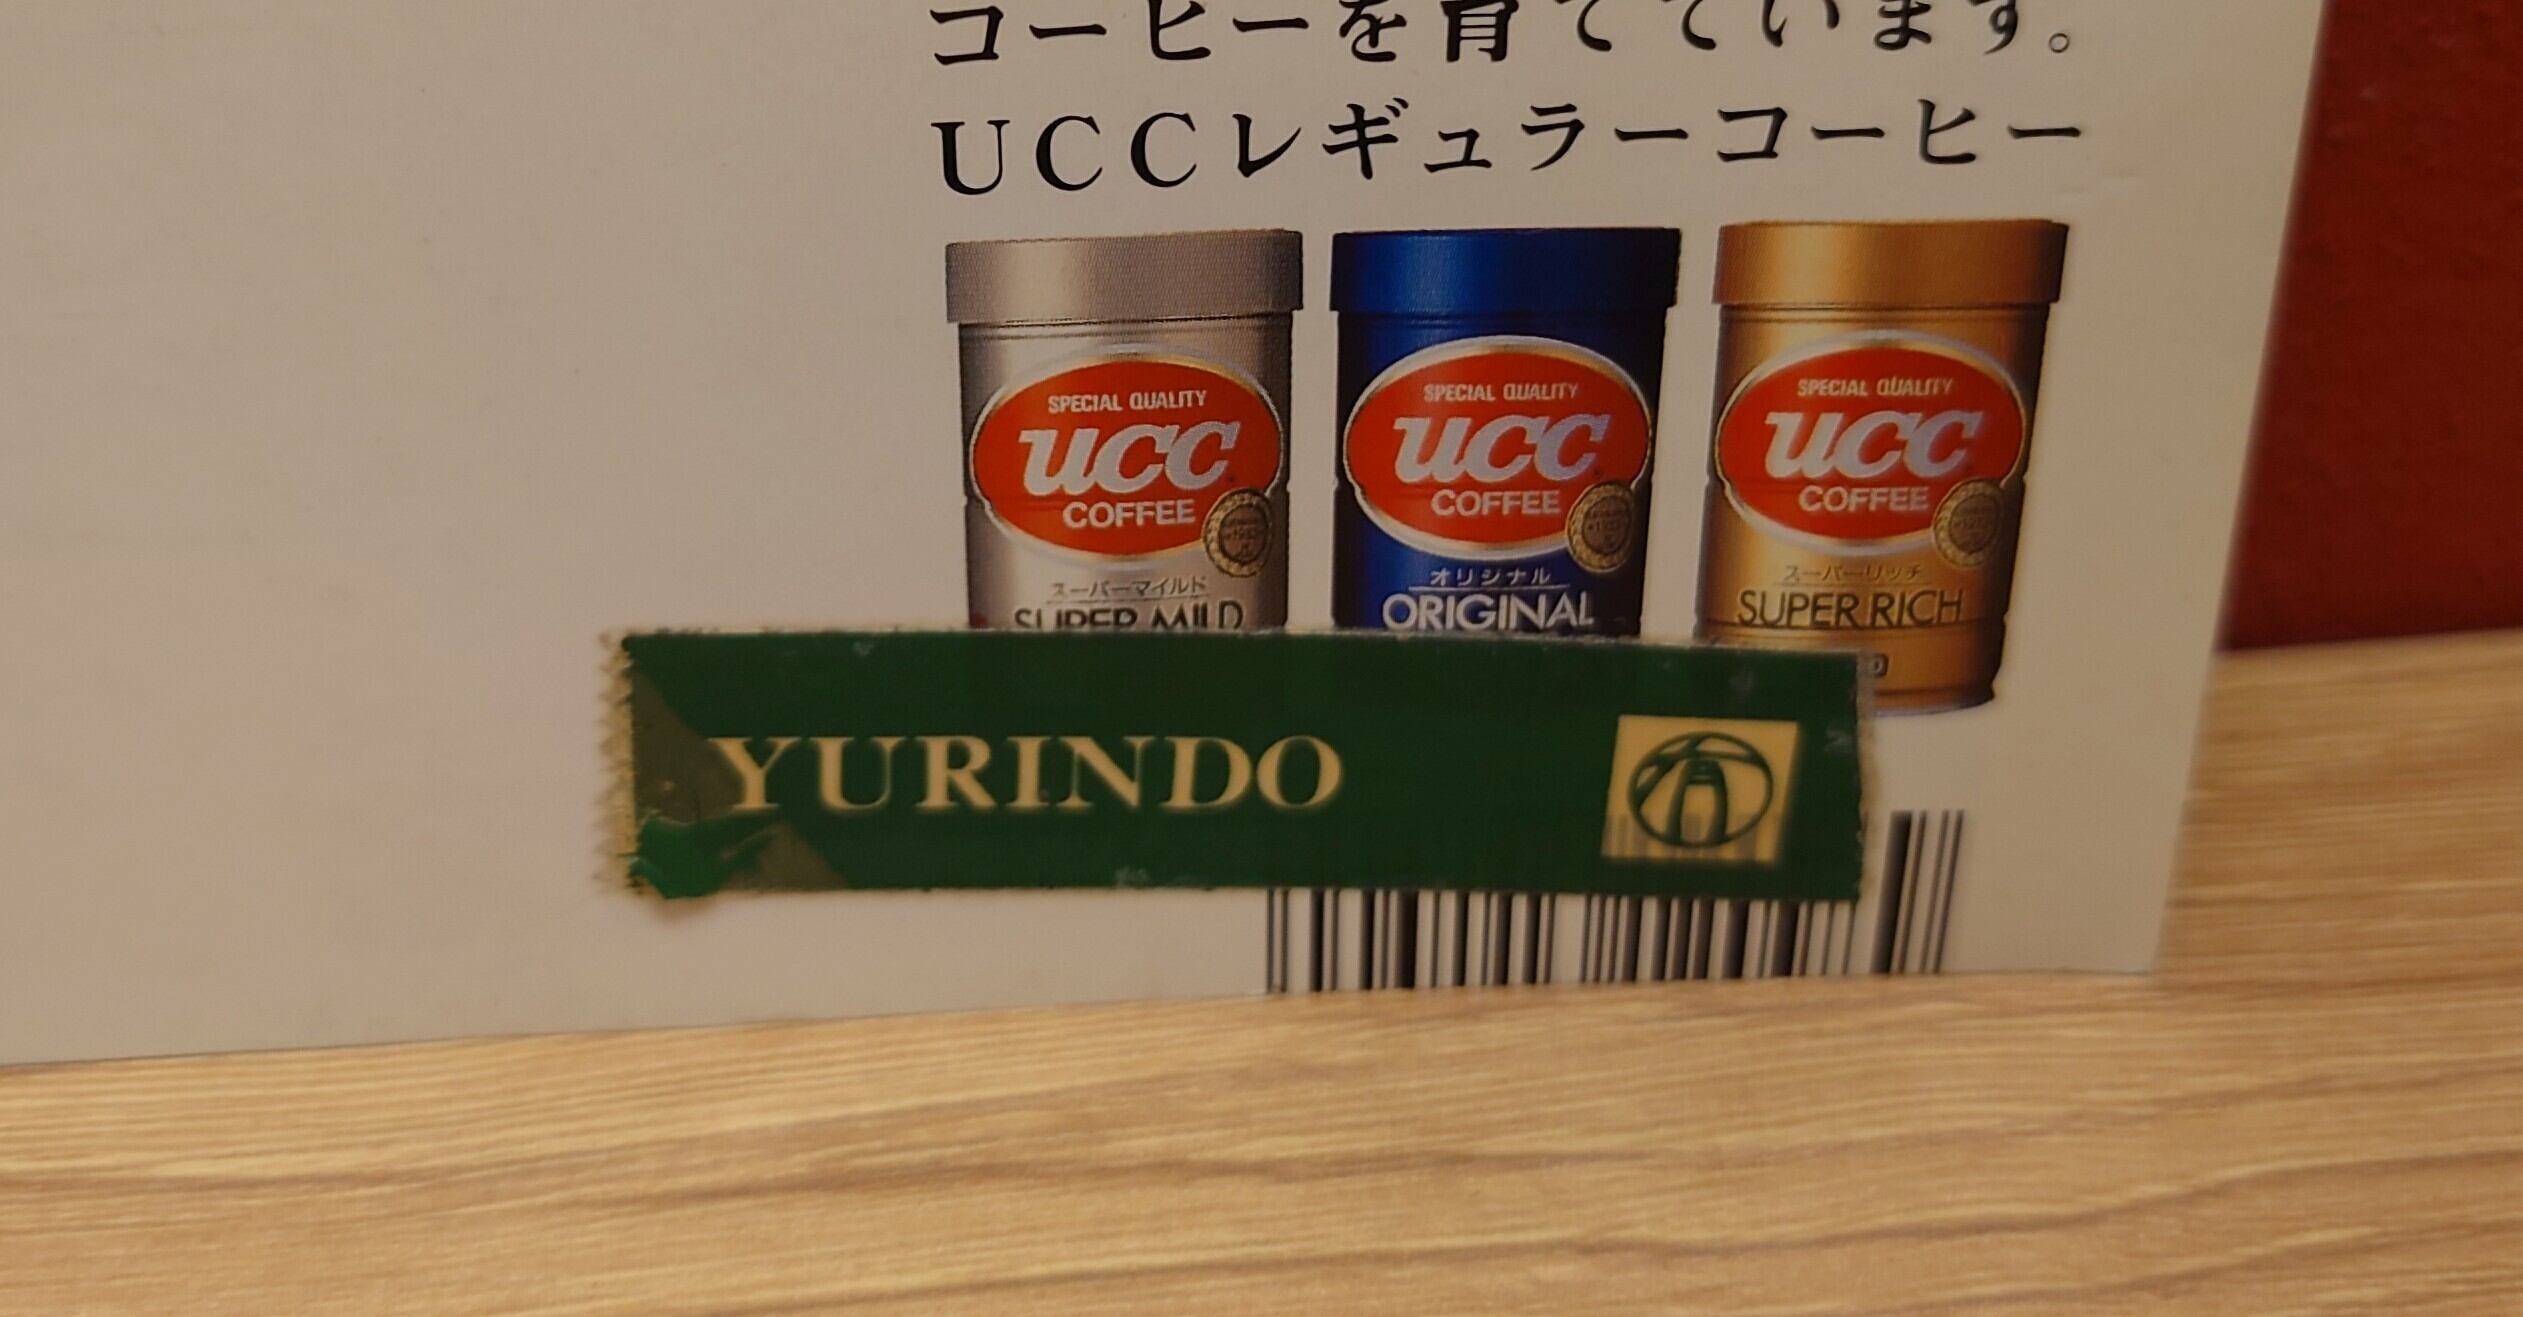 コーヒーを育てています。
UCCレギュラーコーヒー
SPECIAL QUALITY
UCC
COFFEE
スーパーマイルド
SUPER MILD
SPECIAL QUALITY
UCC
COFFEE
オリジナル
ORIGINAL
SPECIAL QUALITY
UCC
COFFEE
スーパーリッチ
SUPER RICH
YURINDO